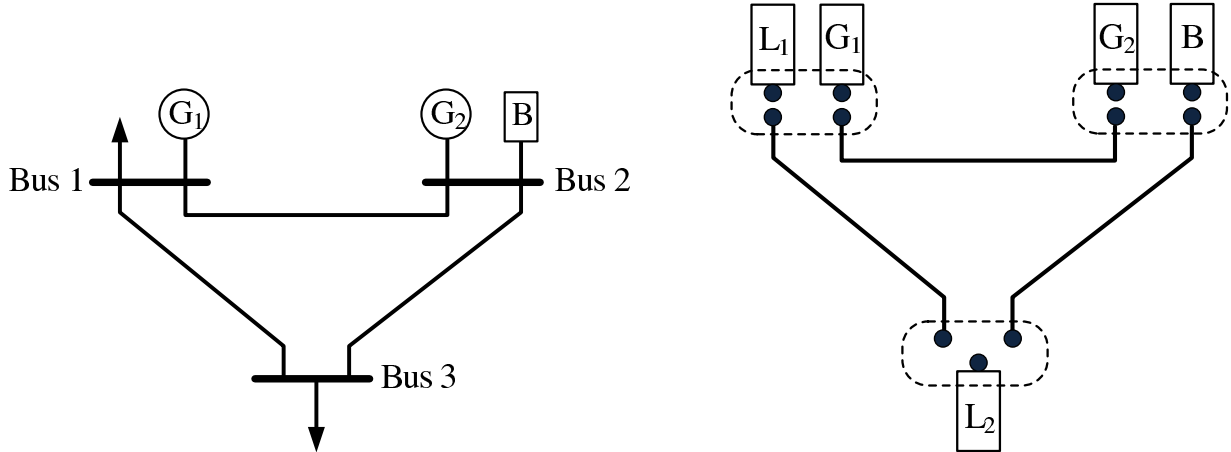 L₁ G₁ G₂ B
G₁ G₂ B
Bus 1 Bus 2
Bus 3
L₂